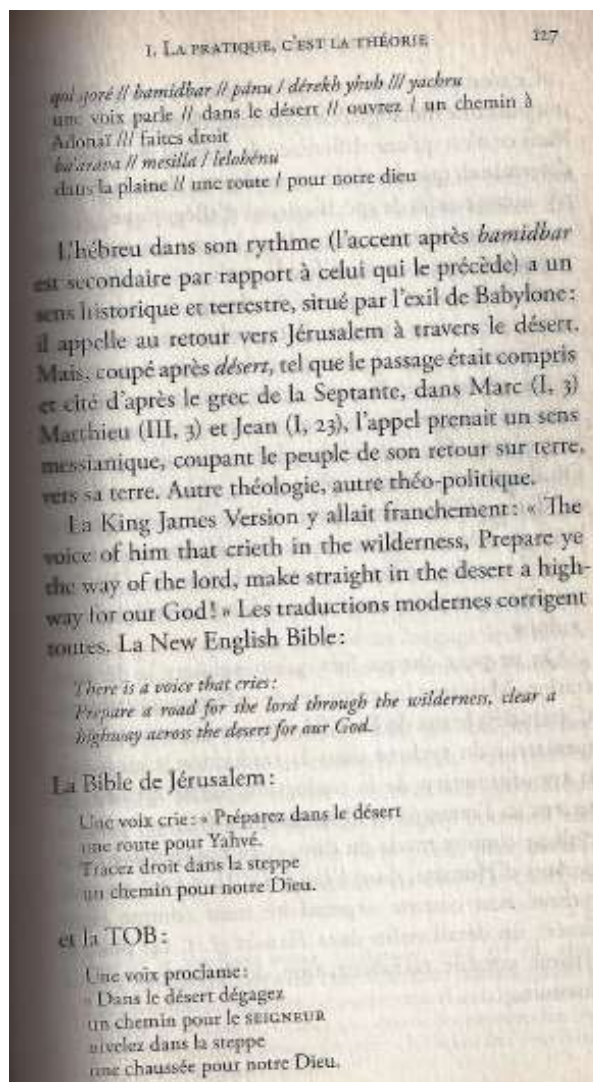 I. LA PRATIQUE, C'EST LA THÉORIE 127
qol qoré // bamidbar // pánu / dérekh yhvh /// yachru
une voix parle // dans le désert // ouvrez / un chemin à
Adonaï /// faites droit
ba'arava // mesilla / lelohénu
dans la plaine // une route / pour notre dieu
L'hébreu dans son rythme (l'accent après bamidbar
est secondaire par rapport à celui qui le précède) a un
sens historique et terrestre, situé par l'exil de Babylone :
il appelle au retour vers Jérusalem à travers le désert.
Mais, coupé après désert, tel que le passage était compris
et cité d'après le grec de la Septante, dans Marc (I, 3)
Matthieu (III, 3) et Jean (I, 23), l'appel prenait un sens
messianique, coupant le peuple de son retour sur terre,
vers sa terre. Autre théologie, autre théo-politique.
La King James Version y allait franchement : « The
voice of him that crieth in the wilderness, Prepare ye
the way of the lord, make straight in the desert a high-
way for our God! » Les traductions modernes corrigent
toutes. La New English Bible :
There is a voice that cries :
Prepare a road for the lord through the wilderness, clear a
highway across the desert for our God.
La Bible de Jérusalem :
Une voix crie : « Préparez dans le désert
une route pour Yahvé.
Tracez droit dans la steppe
un chemin pour notre Dieu.
et la TOB :
Une voix proclame :
« Dans le désert dégagez
un chemin pour le SEIGNEUR
nivelez dans la steppe
une chaussée pour notre Dieu.